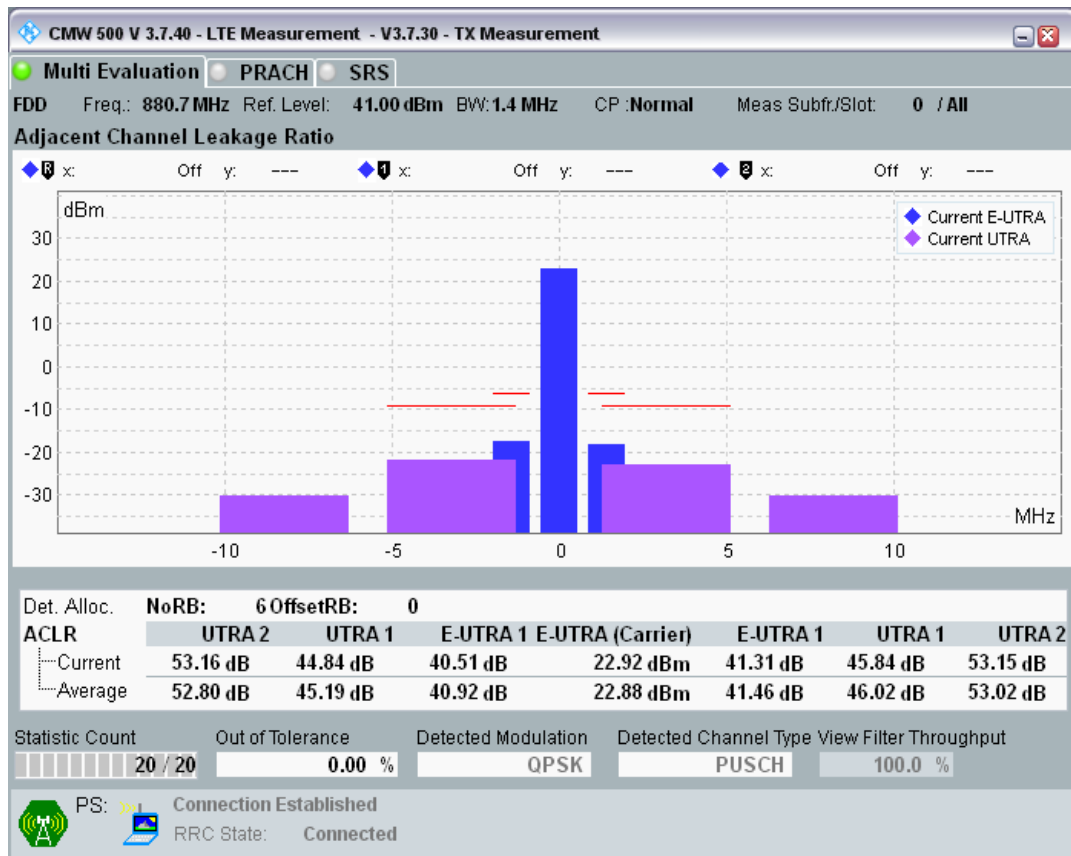 CMW 500 V 3.7.40 - LTE Measurement - V3.7.30 - TX Measurement
Multi Evaluation PRACH SRS
FDD Freq.: 880.7 MHz Ref. Level: 41.00 dBm BW: 1.4 MHz CP :Normal Meas Subfr./Slot: 0 / All
Adjacent Channel Leakage Ratio
R x: Off y: --- 1 x: Off y: --- 2 x: Off y: ---
dBm
Current E-UTRA
Current UTRA
30
20
10
0
-10
-20
-30
MHz
-10 -5 0 5 10
Det. Alloc. NoRB: 6 OffsetRB: 0
ACLR UTRA 2 UTRA 1 E-UTRA 1 E-UTRA (Carrier) E-UTRA 1 UTRA 1 UTRA 2
Current 53.16 dB 44.84 dB 40.51 dB 22.92 dBm 41.31 dB 45.84 dB 53.15 dB
Average 52.80 dB 45.19 dB 40.92 dB 22.88 dBm 41.46 dB 46.02 dB 53.02 dB
Statistic Count Out of Tolerance Detected Modulation Detected Channel Type View Filter Throughput
20 / 20 0.00 % QPSK PUSCH 100.0 %
PS: Connection Established
RRC State: Connected